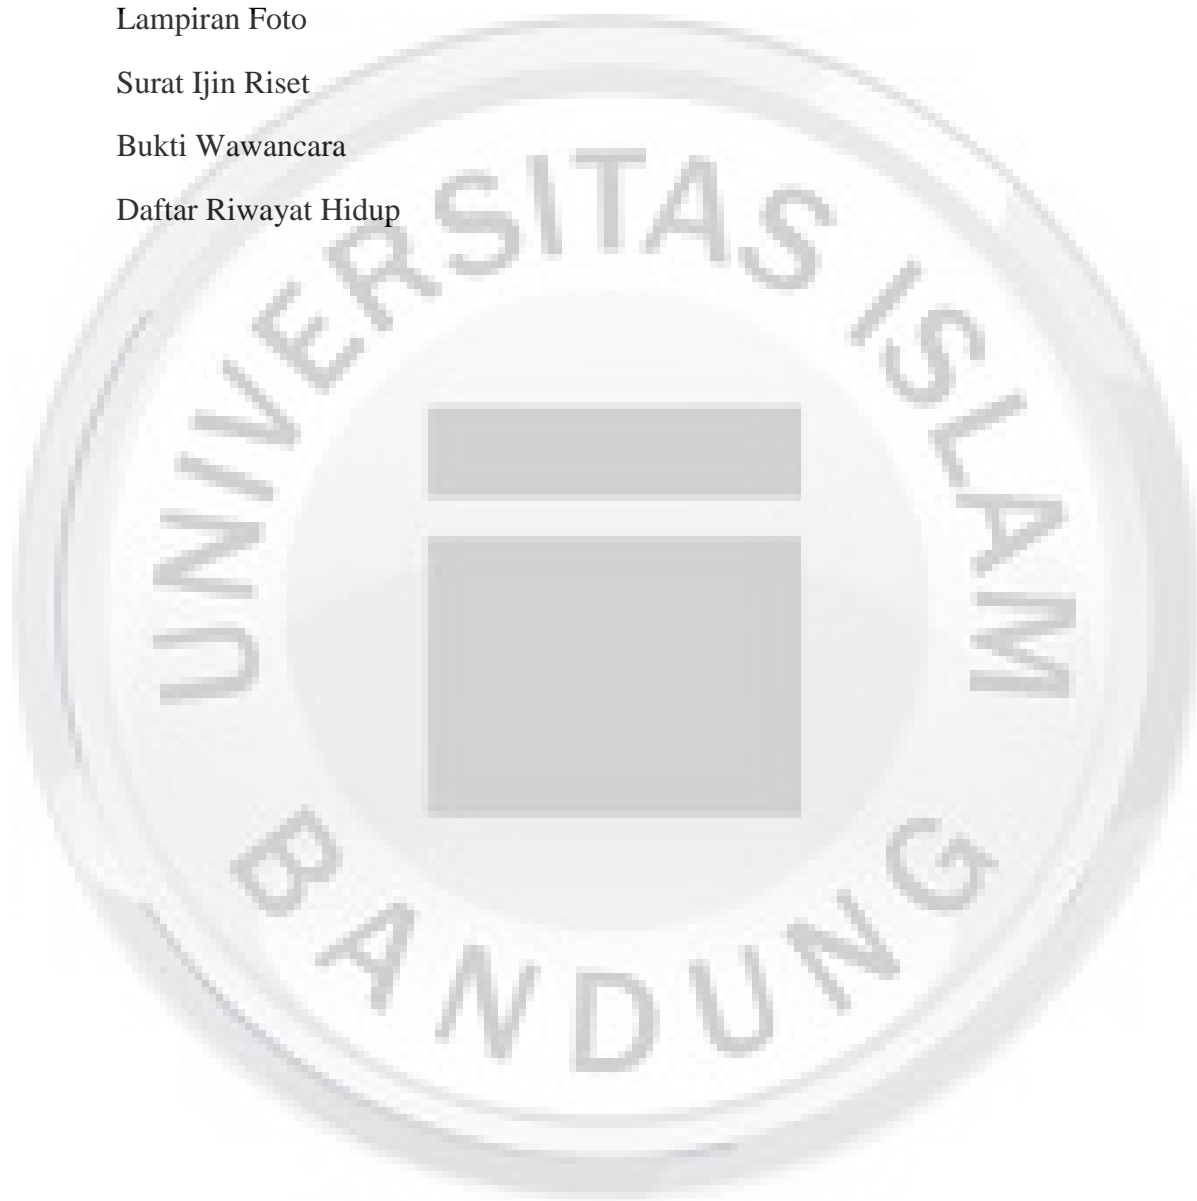 Lampiran Foto
Surat Ijin Riset
Bukti Wawancara
Daftar Riwayat Hidup
UNIVERSITAS ISLAM
BANDUNG